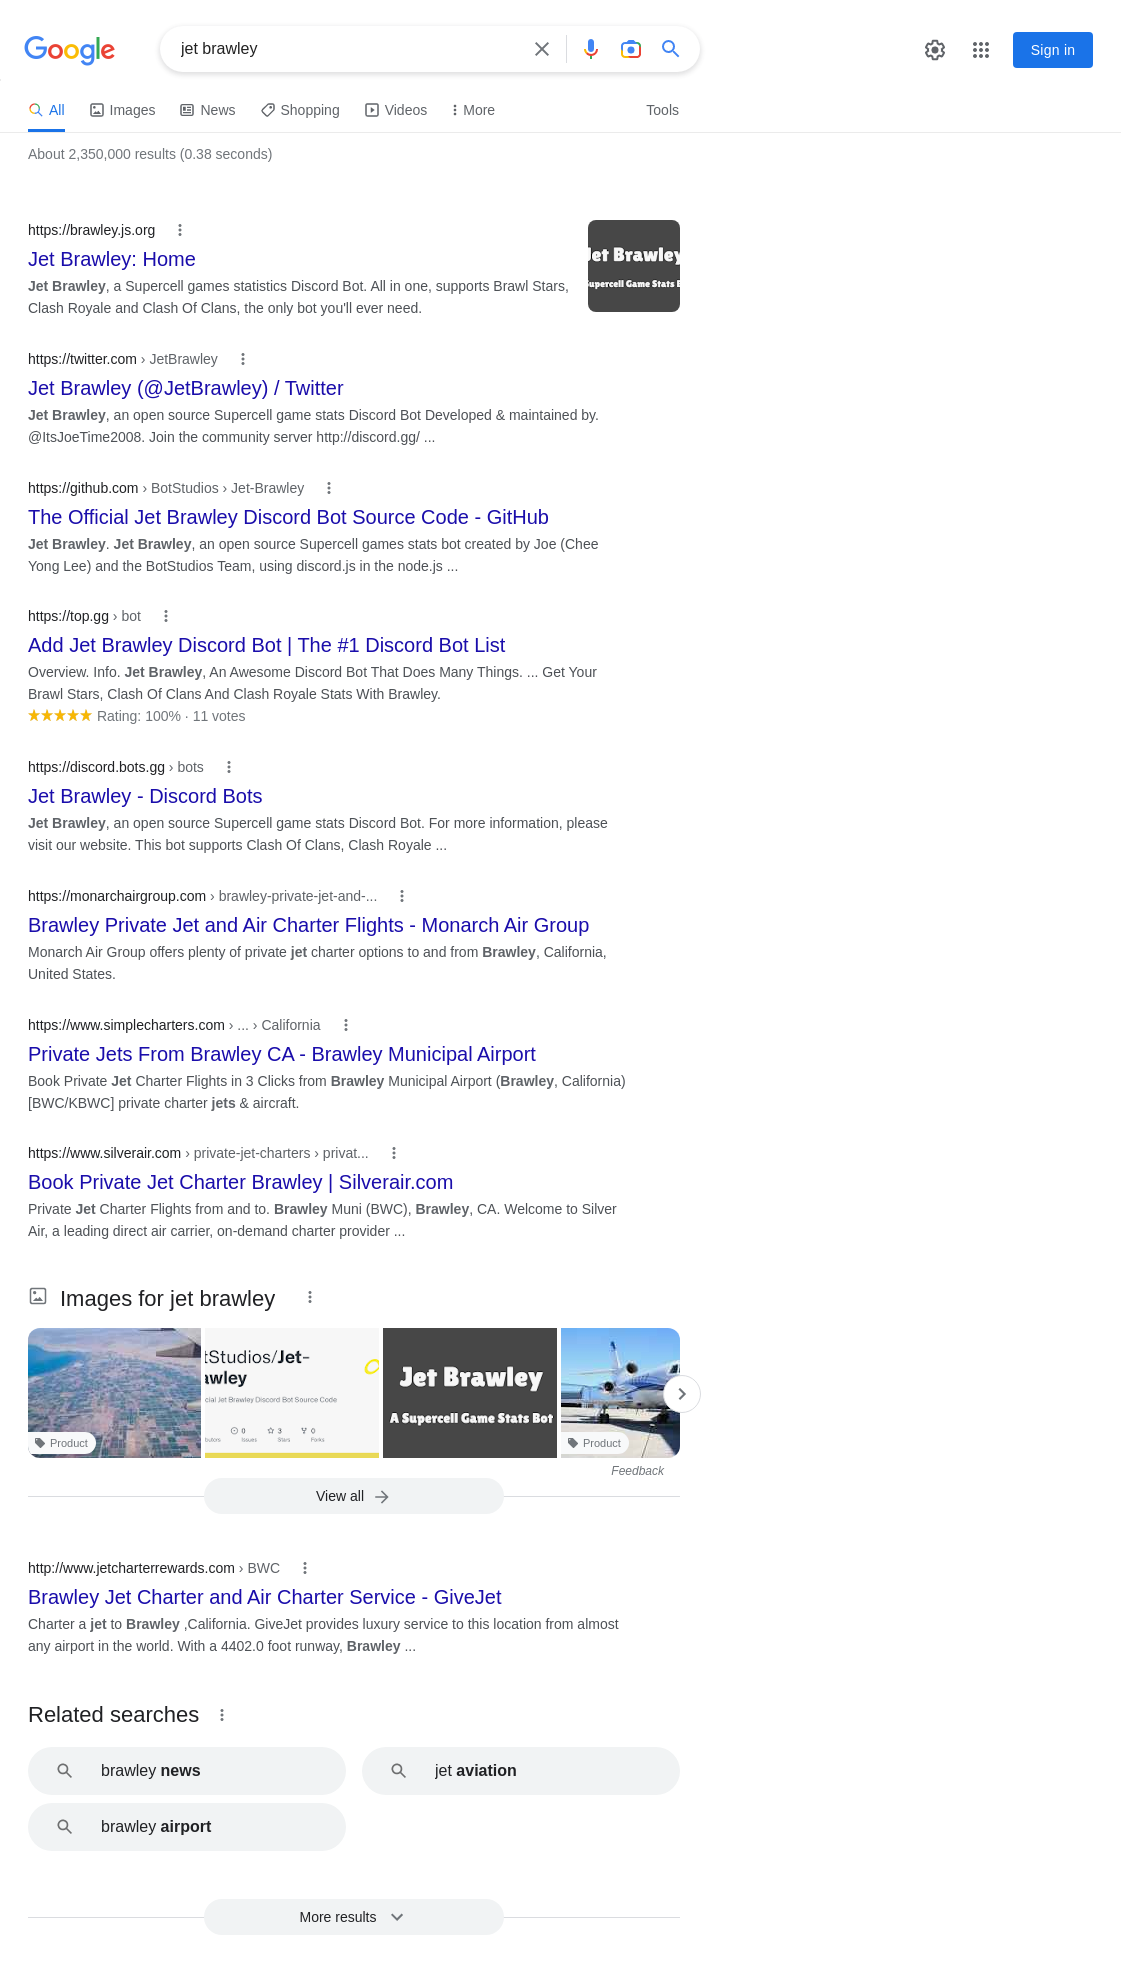 Google
jet brawley
Sign in
All
Images
News
Shopping
Videos
More
Tools
About 2,350,000 results (0.38 seconds)
https://brawley.js.org
Jet Brawley: Home
Jet Brawley, a Supercell games statistics Discord Bot. All in one, supports Brawl Stars,
Clash Royale and Clash Of Clans, the only bot you'll ever need.
Jet Brawley
Supercell Game Stats B
https://twitter.com › JetBrawley
Jet Brawley (@JetBrawley) / Twitter
Jet Brawley, an open source Supercell game stats Discord Bot Developed & maintained by.
@ItsJoeTime2008. Join the community server http://discord.gg/ ...
https://github.com › BotStudios › Jet-Brawley
The Official Jet Brawley Discord Bot Source Code - GitHub
Jet Brawley. Jet Brawley, an open source Supercell games stats bot created by Joe (Chee
Yong Lee) and the BotStudios Team, using discord.js in the node.js ...
https://top.gg › bot
Add Jet Brawley Discord Bot | The #1 Discord Bot List
Overview. Info. Jet Brawley, An Awesome Discord Bot That Does Many Things. ... Get Your
Brawl Stars, Clash Of Clans And Clash Royale Stats With Brawley.
Rating: 100% · 11 votes
https://discord.bots.gg › bots
Jet Brawley - Discord Bots
Jet Brawley, an open source Supercell game stats Discord Bot. For more information, please
visit our website. This bot supports Clash Of Clans, Clash Royale ...
https://monarchairgroup.com › brawley-private-jet-and-...
Brawley Private Jet and Air Charter Flights - Monarch Air Group
Monarch Air Group offers plenty of private jet charter options to and from Brawley, California,
United States.
https://www.simplecharters.com › ... › California
Private Jets From Brawley CA - Brawley Municipal Airport
Book Private Jet Charter Flights in 3 Clicks from Brawley Municipal Airport (Brawley, California)
[BWC/KBWC] private charter jets & aircraft.
https://www.silverair.com › private-jet-charters › privat...
Book Private Jet Charter Brawley | Silverair.com
Private Jet Charter Flights from and to. Brawley Muni (BWC), Brawley, CA. Welcome to Silver
Air, a leading direct air carrier, on-demand charter provider ...
Images for jet brawley
Product
tStudios/Jet-
awley
cial Jet Brawley Discord Bot Source Code
0 3 0
butors Issues Stars Forks
Jet Brawley
A Supercell Game Stats Bot
Product
Feedback
View all
http://www.jetcharterrewards.com › BWC
Brawley Jet Charter and Air Charter Service - GiveJet
Charter a jet to Brawley ,California. GiveJet provides luxury service to this location from almost
any airport in the world. With a 4402.0 foot runway, Brawley ...
Related searches
brawley news
jet aviation
brawley airport
More results